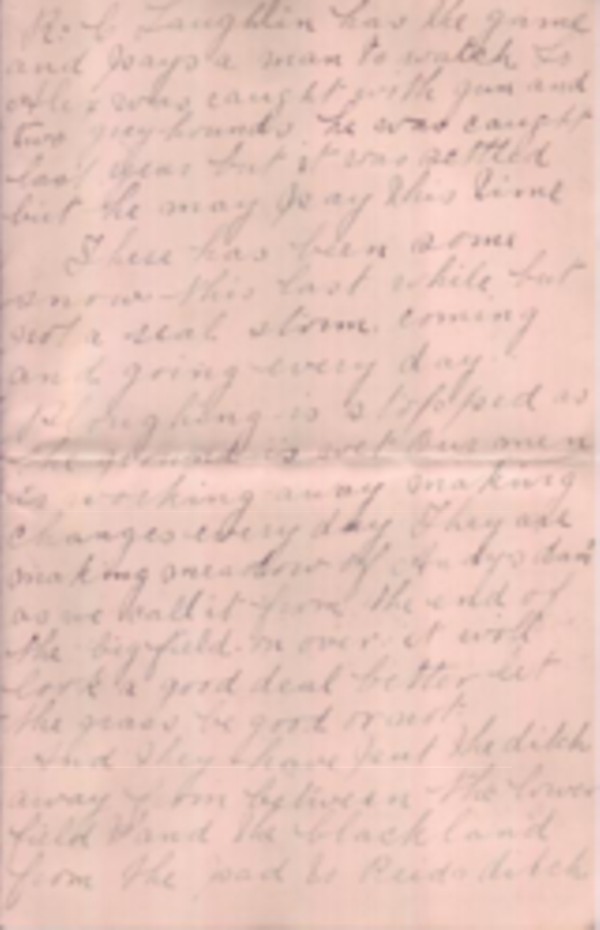 R. C Laughlin has the game
and pays a man to watch it
Alex was caught with gun and
two greyhounds. he was caught
last year but it was settled
but he may pay this time
There has been some
snow this last while but
not a real storm. coming
and going every day.
Ploughing is stopped as
the ground is wet Our men
is working away making
changes every day They are
making meadow of Andys
as we call it from the end of
the big field. on over. it will
look a good deal better let
the grass be good or not
And they have put the ditch
away from between the lower
field and the black land
from the road to Reids ditch